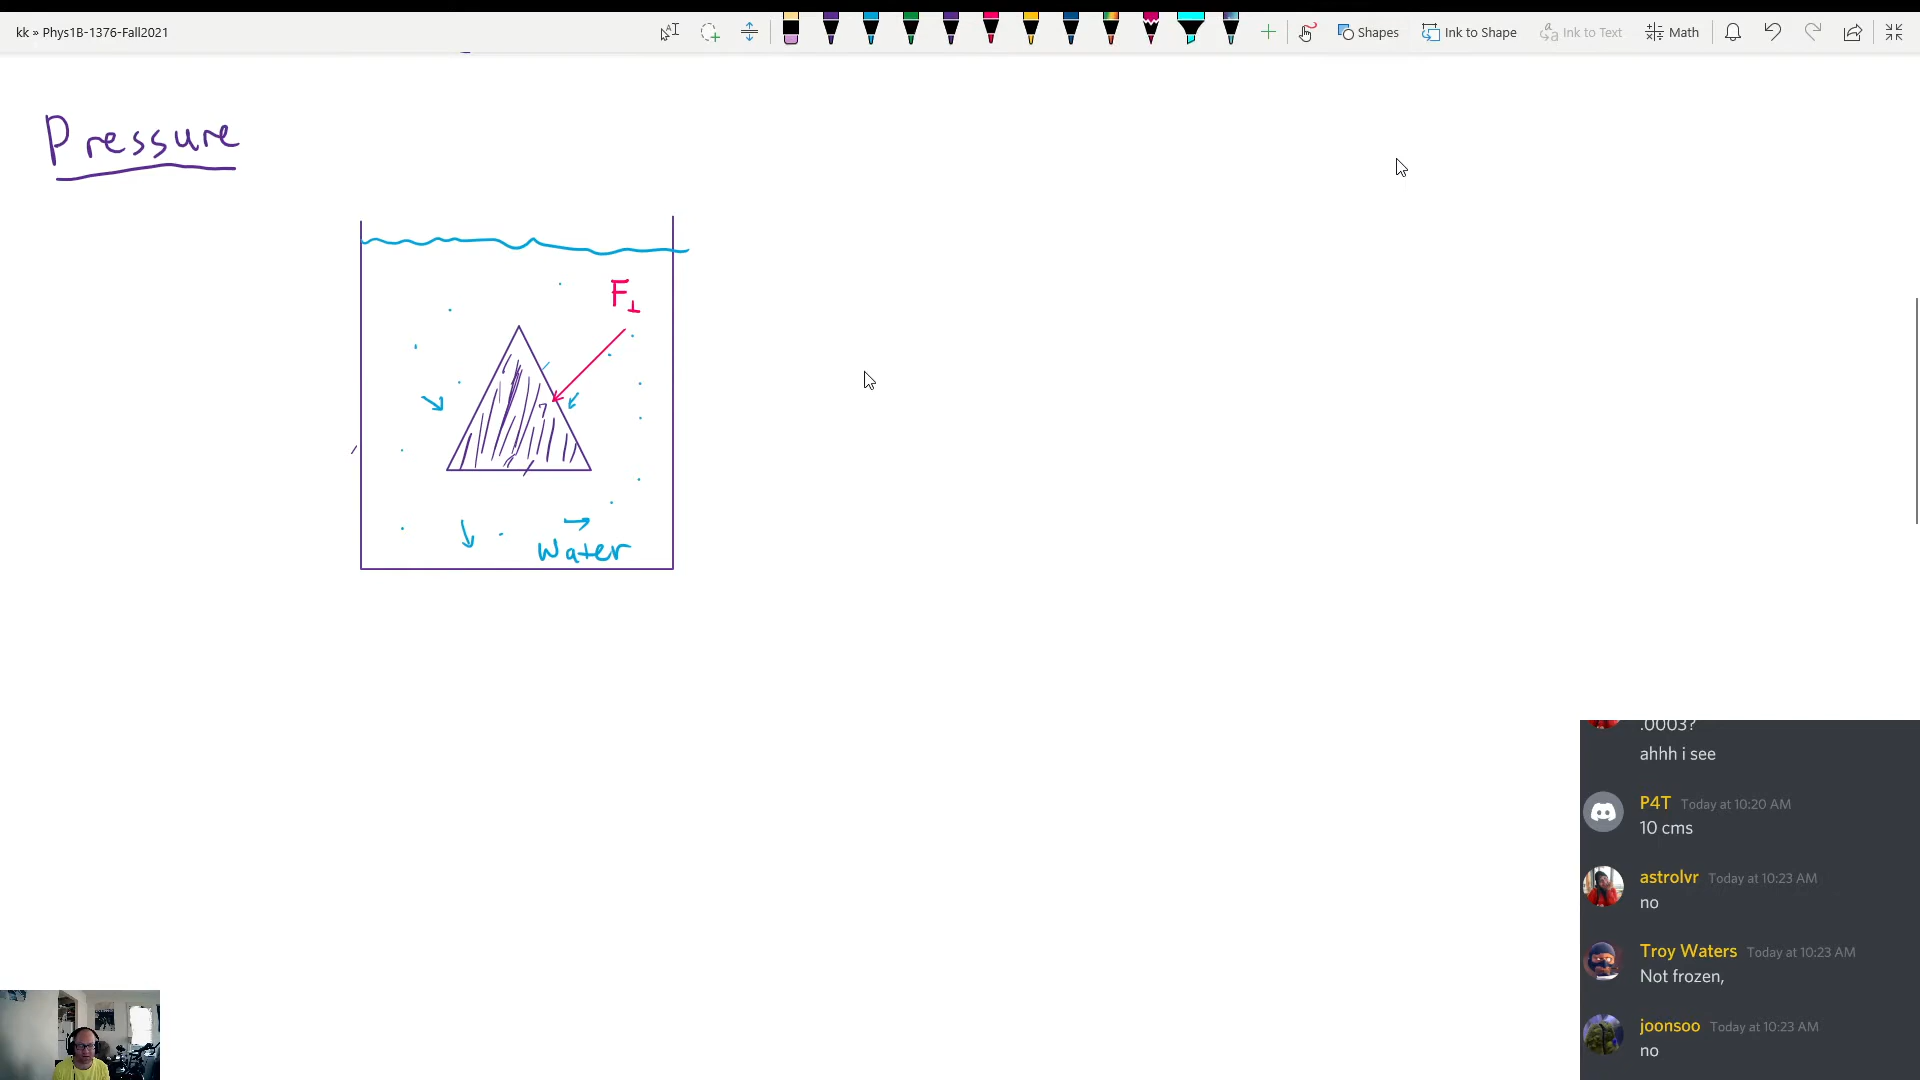 kk » Phys1B-1376-Fall2021
Shapes
Ink to Shape
Ink to Text
Math
Pressure
F⊥
Water
.0003?
ahhh i see
P4T Today at 10:20 AM
10 cms
astrolvr Today at 10:23 AM
no
Troy Waters Today at 10:23 AM
Not frozen,
joonsoo Today at 10:23 AM
no